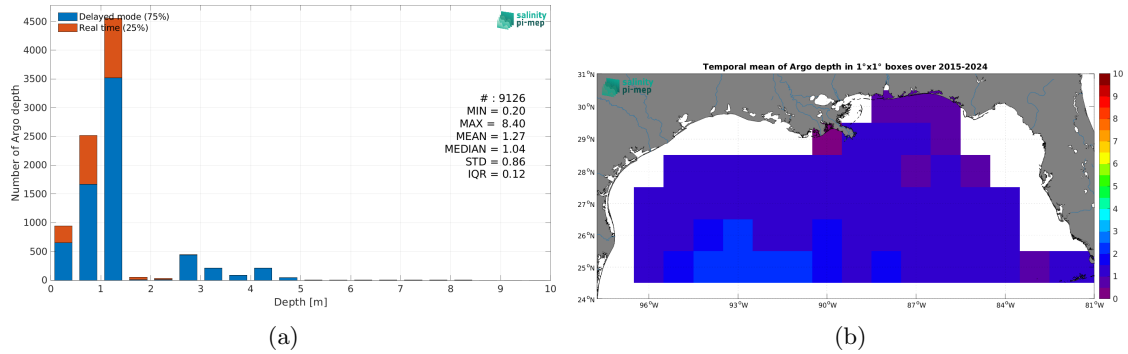 Delayed mode (75%)
Real time (25%)
salinity
pi-mep
4500
4000
3500
3000
2500
2000
1500
1000
500
0
Number of Argo depth
# : 9126
MIN = 0.20
MAX = 8.40
MEAN = 1.27
MEDIAN = 1.04
STD = 0.86
IQR = 0.12
0 1 2 3 4 5 6 7 8 9 10
Depth [m]
(a)
Temporal mean of Argo depth in 1°x1° boxes over 2015-2024
salinity
pi-mep
31°N
30°N
29°N
28°N
27°N
26°N
25°N
24°N
96°W 93°W 90°W 87°W 84°W 81°W
10
9
8
7
6
5
4
3
2
1
0
(b)